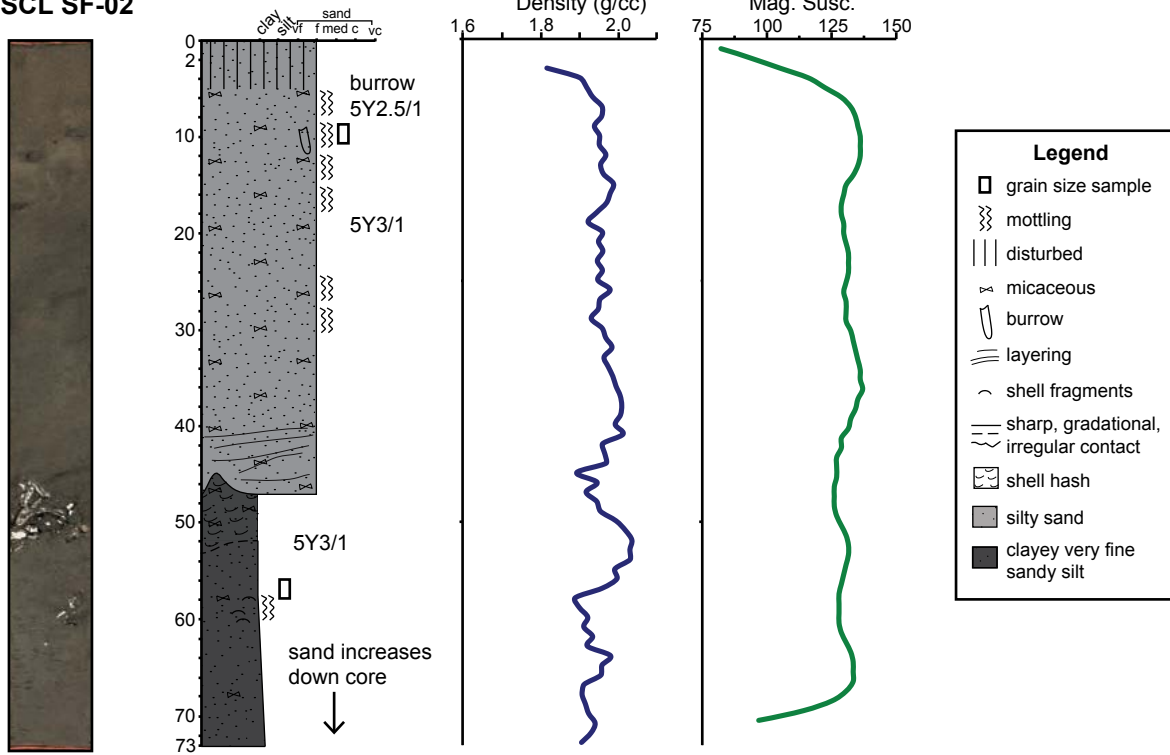 SCL SF-02
clay silt vf f med c vc
sand
Density (g/cc)
1.6 1.8 2.0
Mag. Susc.
75 100 125 150
0
2
10
20
30
40
50
60
70
73
burrow
5Y2.5/1
5Y3/1
5Y3/1
sand increases
down core
Legend
grain size sample
mottling
disturbed
micaceous
burrow
layering
shell fragments
sharp, gradational,
irregular contact
shell hash
silty sand
clayey very fine
sandy silt